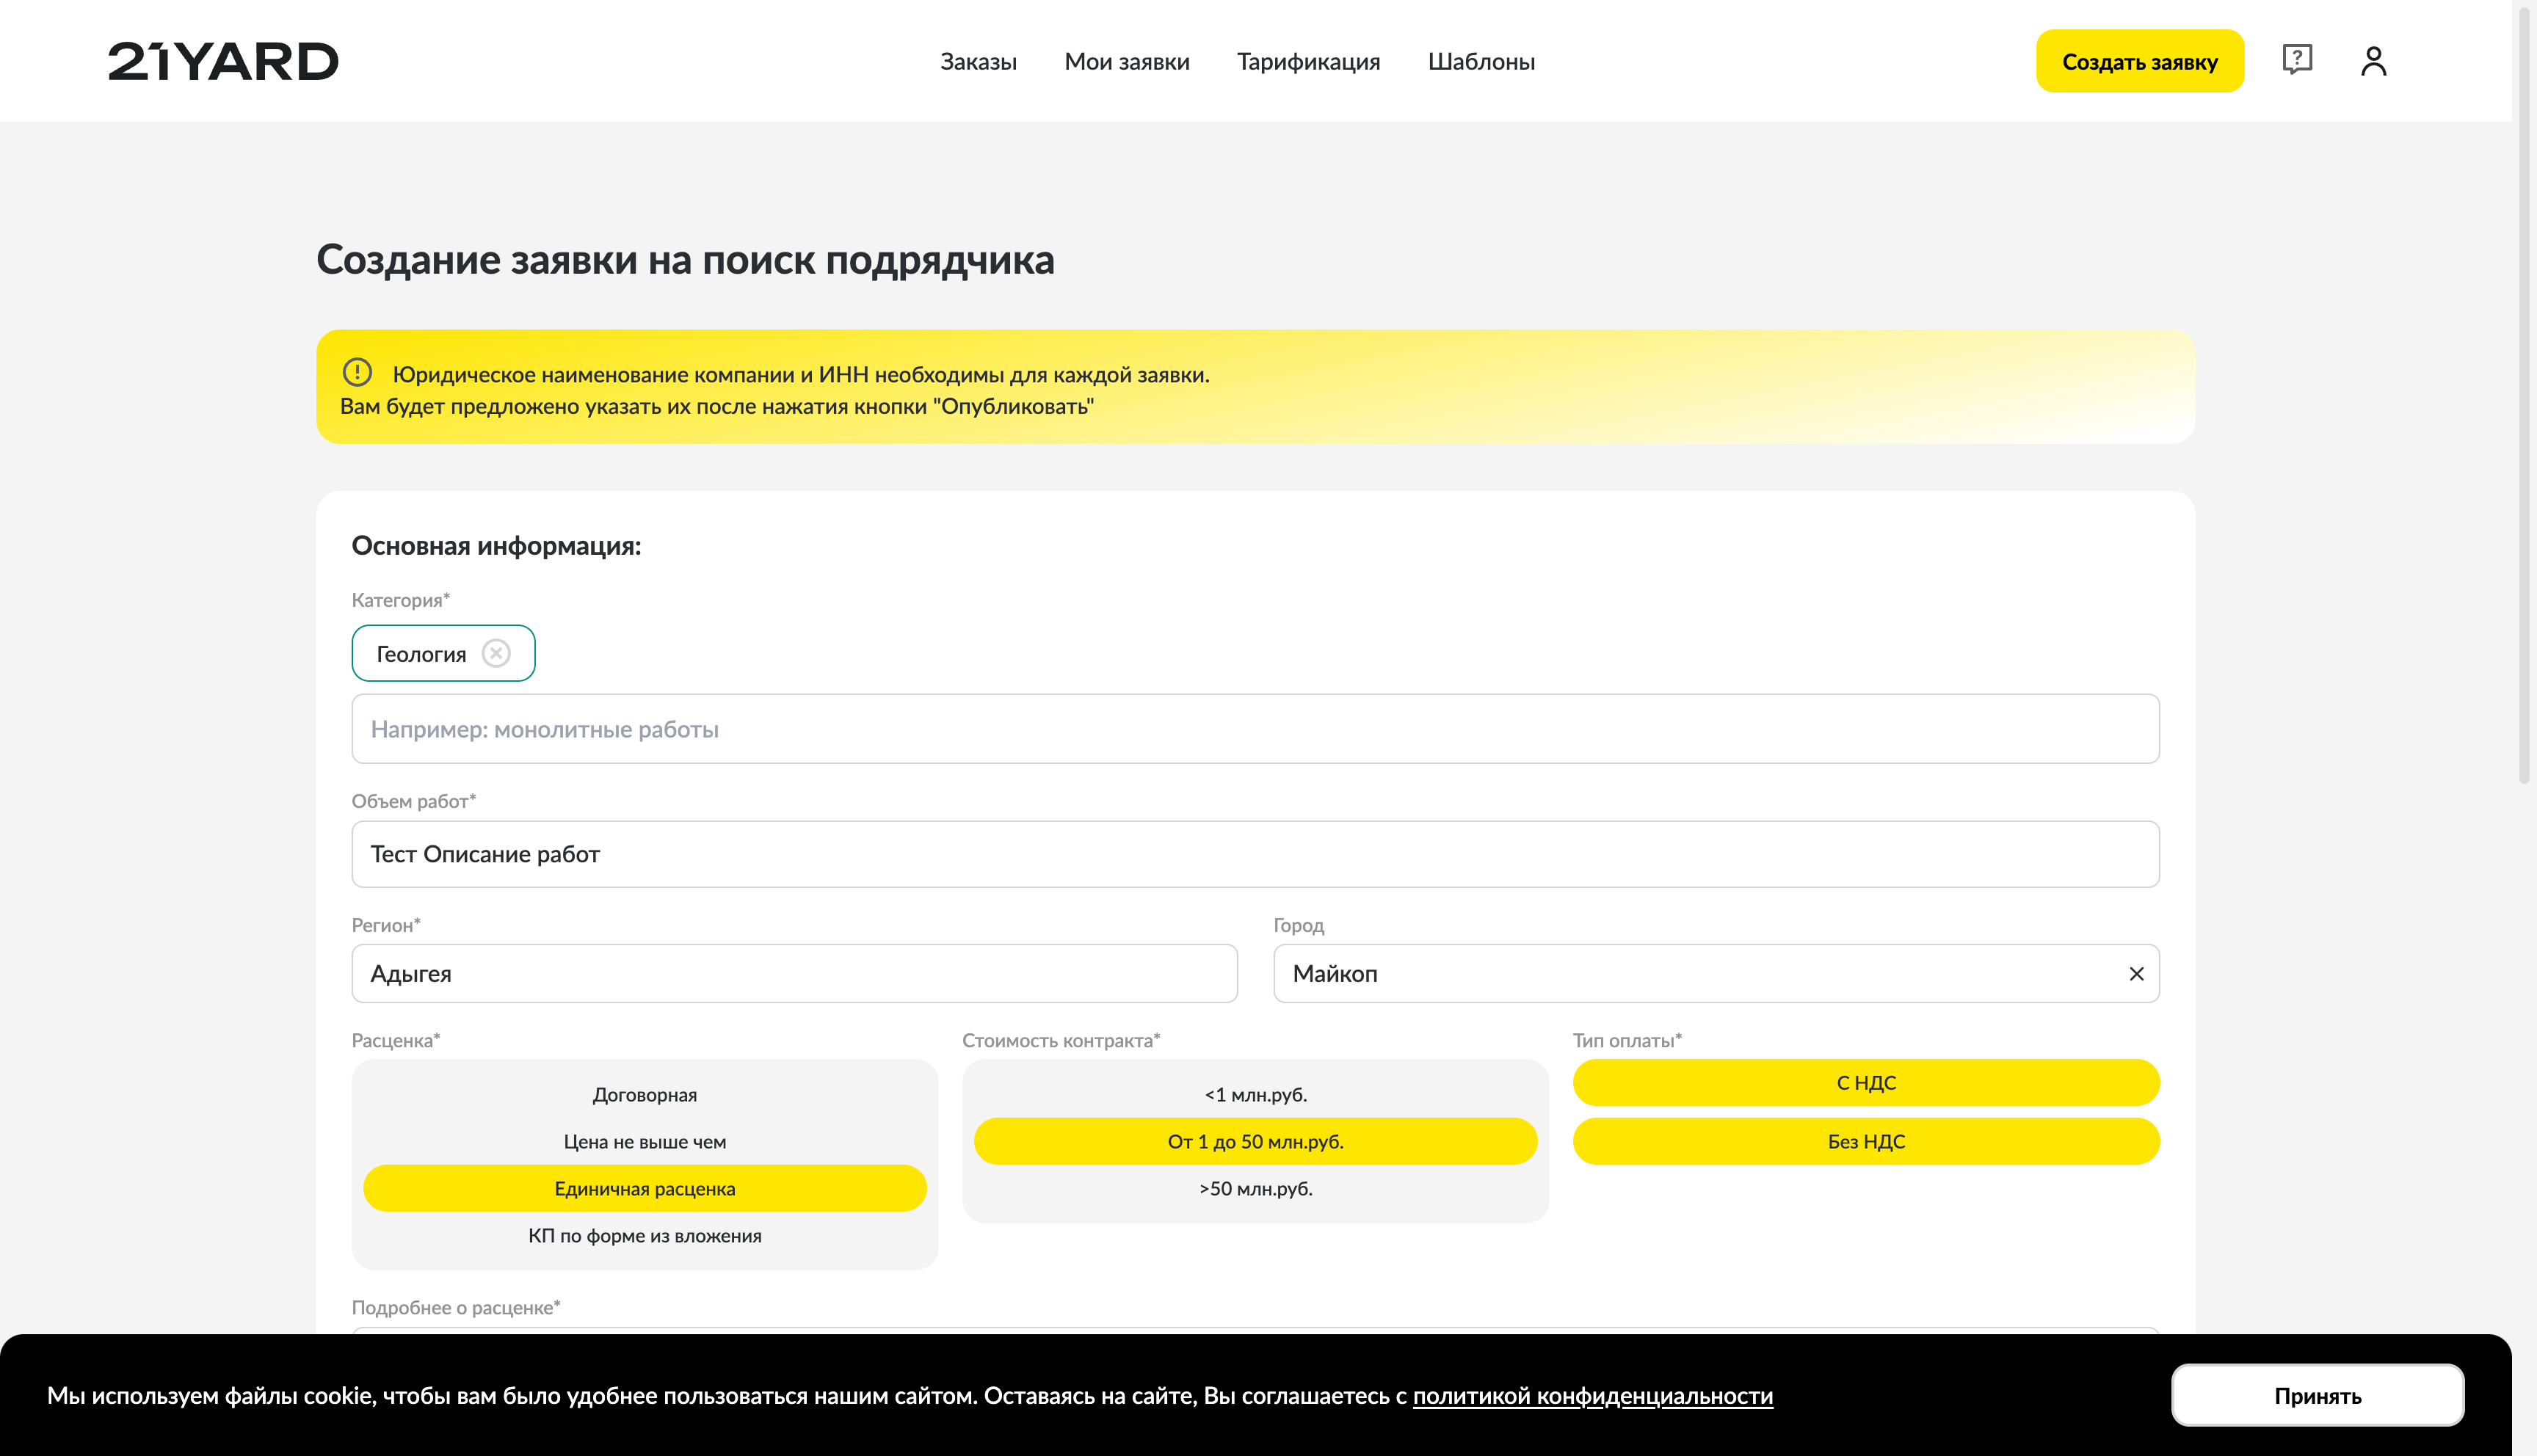 21YARD
Заказы
Мои заявки
Тарификация
Шаблоны
Создать заявку
Создание заявки на поиск подрядчика
Юридическое наименование компании и ИНН необходимы для каждой заявки.
Вам будет предложено указать их после нажатия кнопки "Опубликовать"
Основная информация:
Категория*
Геология
Например: монолитные работы
Объем работ*
Тест Описание работ
Регион*
Адыгея
Город
Майкоп
Расценка*
Договорная
Цена не выше чем
Единичная расценка
КП по форме из вложения
Стоимость контракта*
<1 млн.руб.
От 1 до 50 млн.руб.
>50 млн.руб.
Тип оплаты*
С НДС
Без НДС
Подробнее о расценке*
Мы используем файлы cookie, чтобы вам было удобнее пользоваться нашим сайтом. Оставаясь на сайте, Вы соглашаетесь с политикой конфиденциальности
Принять